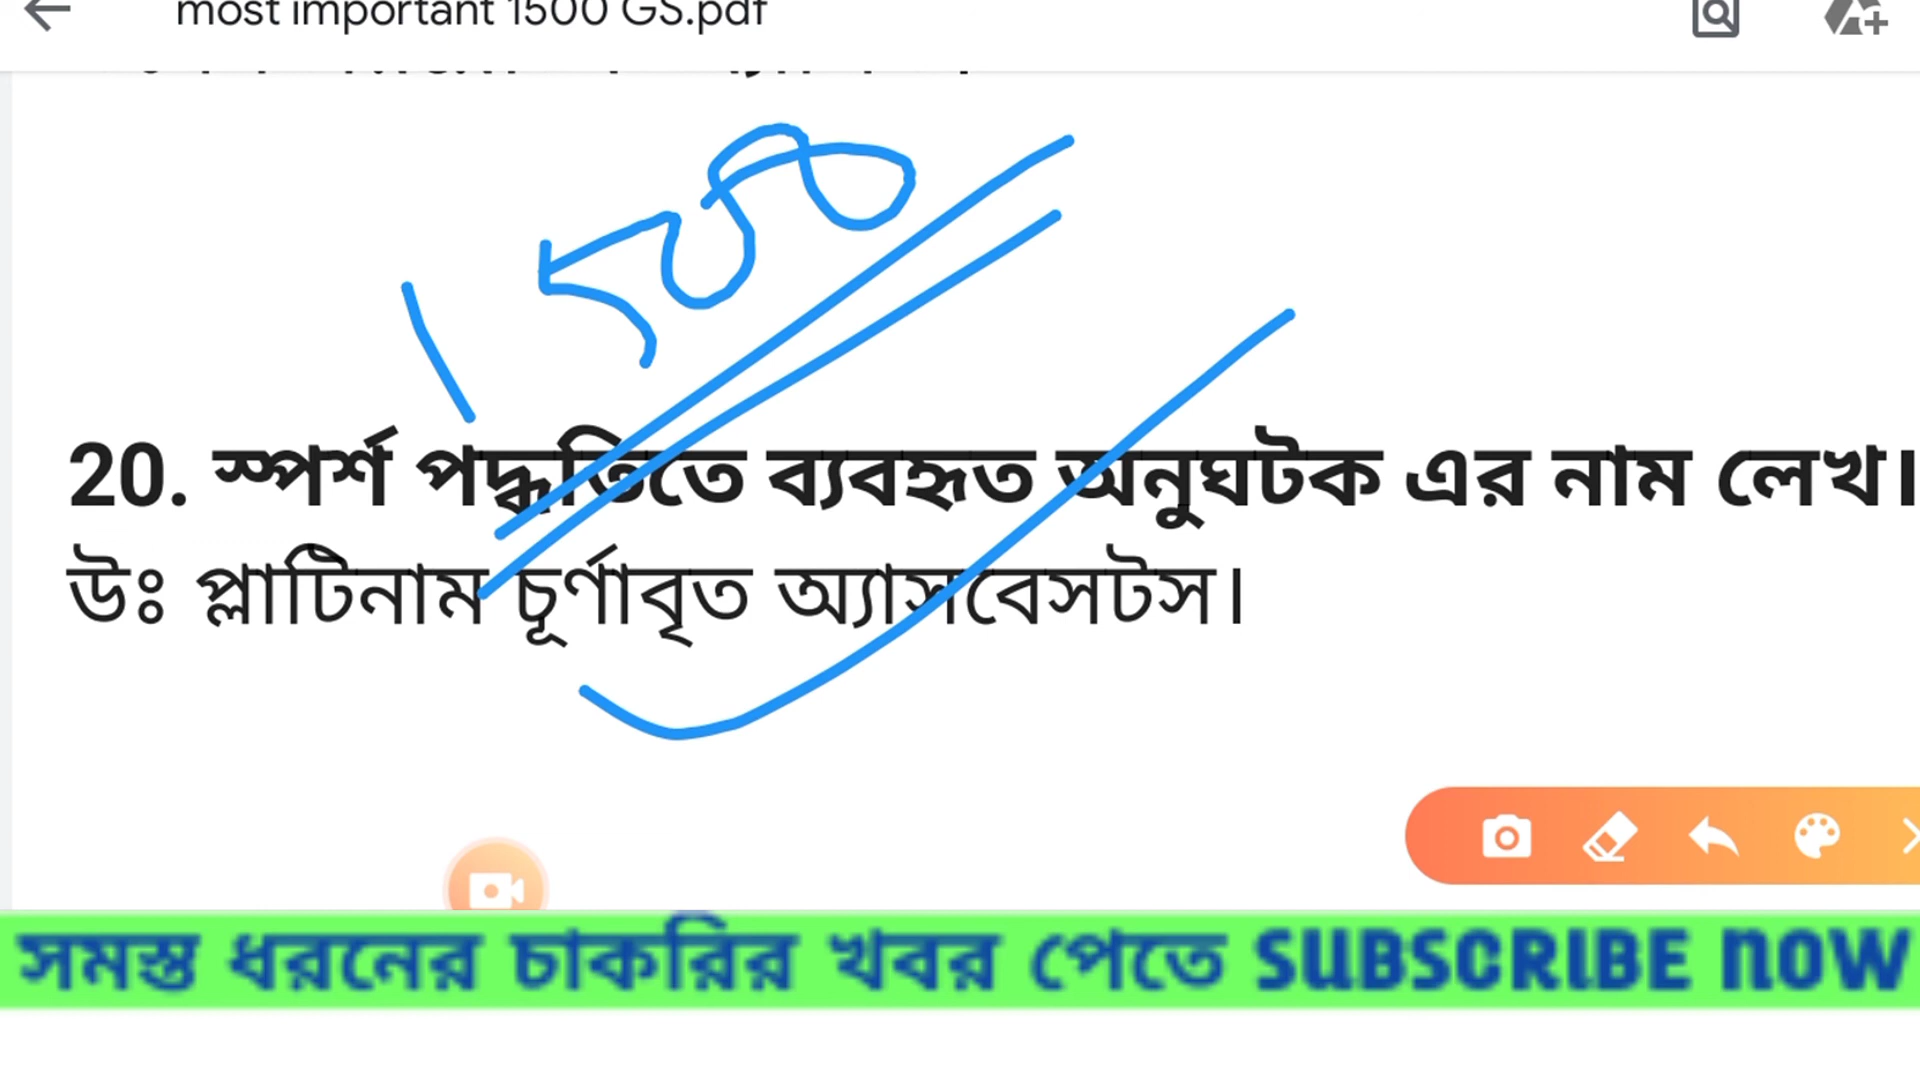 most important 1500 GS.pdf
1500
20. স্পর্শ পদ্ধতিতে ব্যবহৃত অনুঘটক এর নাম লেখ।
উঃ প্লাটিনাম চূর্ণাবৃত অ্যাসবেসটস।
সমস্ত ধরনের চাকরির খবর পেতে SUBSCRIBE NOW